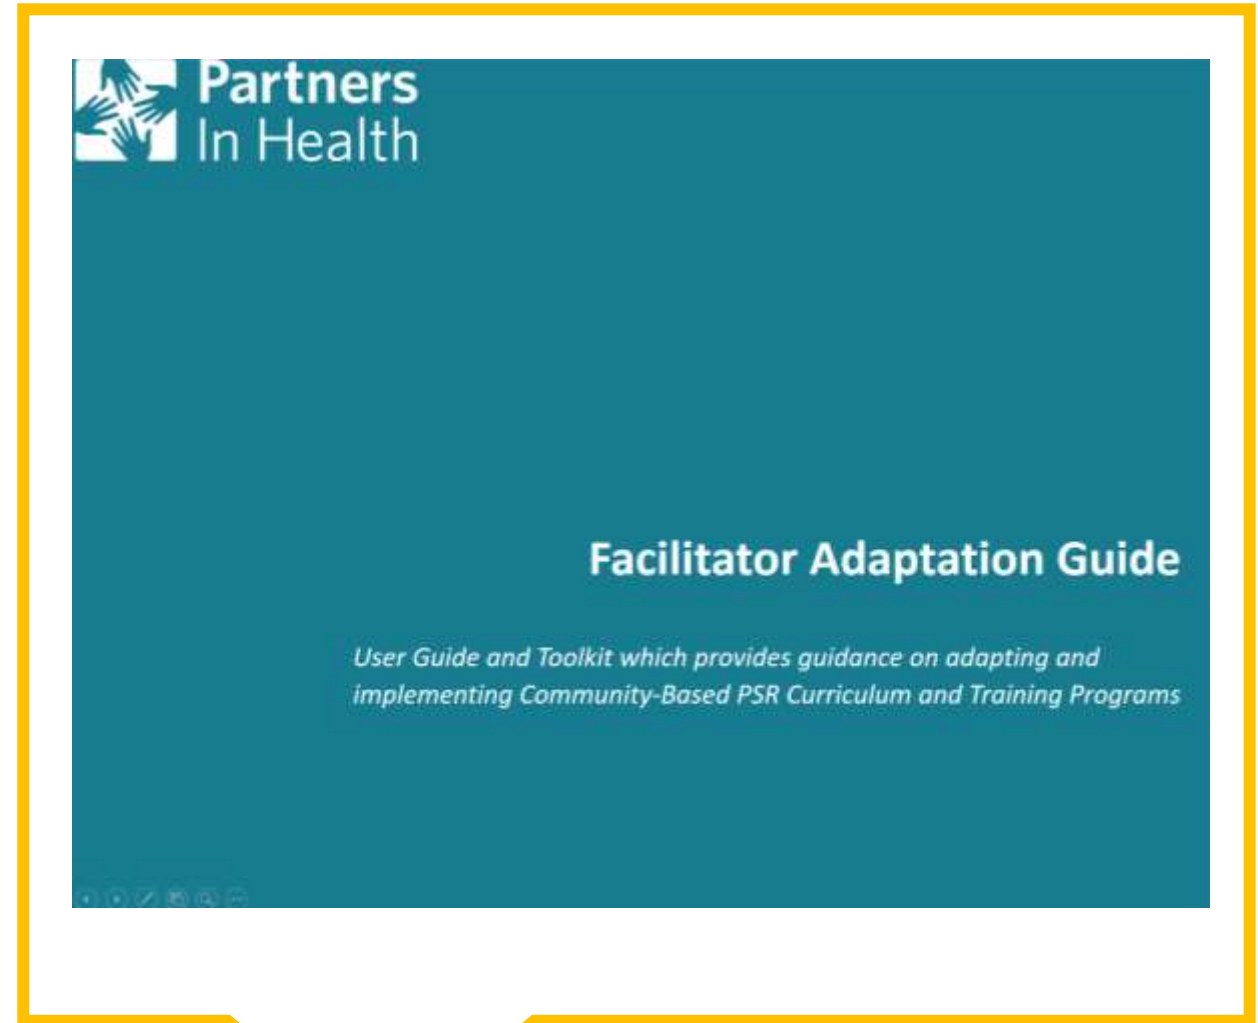 Partners
In Health
Facilitator Adaptation Guide
User Guide and Toolkit which provides guidance on adapting and
implementing Community-Based PSR Curriculum and Training Programs